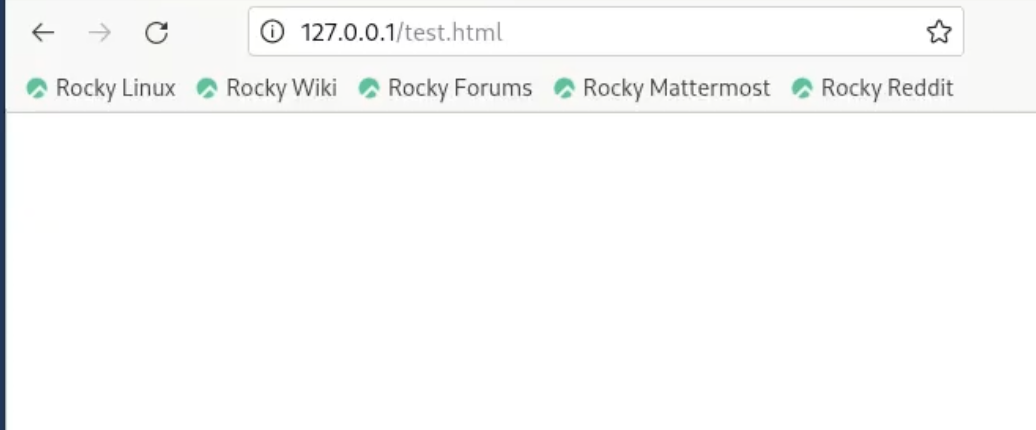 127.0.0.1/test.html
Rocky Linux Rocky Wiki Rocky Forums Rocky Mattermost Rocky Reddit